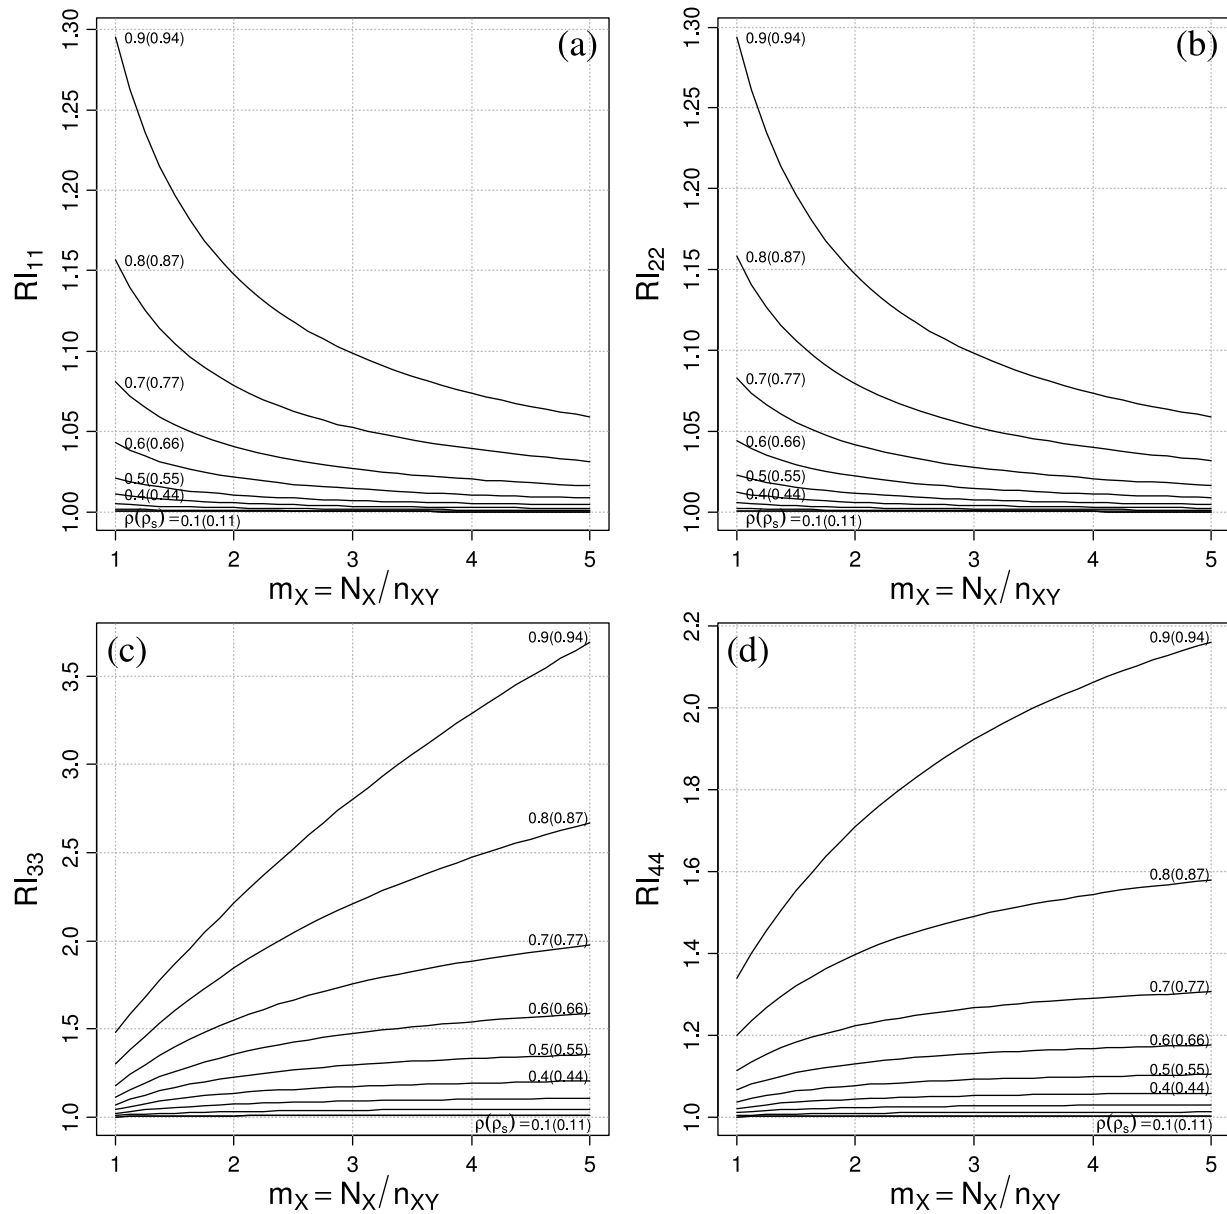 (a)
RI11
1.30
1.25
1.20
1.15
1.10
1.05
1.00
0.9(0.94)
0.8(0.87)
0.7(0.77)
0.6(0.66)
0.5(0.55)
0.4(0.44)
ρ(ρs) =0.1(0.11)
1 2 3 4 5
mX = NX/nXY
(b)
RI22
1.30
1.25
1.20
1.15
1.10
1.05
1.00
0.9(0.94)
0.8(0.87)
0.7(0.77)
0.6(0.66)
0.5(0.55)
0.4(0.44)
ρ(ρs) =0.1(0.11)
1 2 3 4 5
mX = NX/nXY
(c)
RI33
3.5
3.0
2.5
2.0
1.5
1.0
0.9(0.94)
0.8(0.87)
0.7(0.77)
0.6(0.66)
0.5(0.55)
0.4(0.44)
ρ(ρs) =0.1(0.11)
1 2 3 4 5
mX = NX/nXY
(d)
RI44
2.2
2.0
1.8
1.6
1.4
1.2
1.0
0.9(0.94)
0.8(0.87)
0.7(0.77)
0.6(0.66)
0.5(0.55)
0.4(0.44)
ρ(ρs) =0.1(0.11)
1 2 3 4 5
mX = NX/nXY